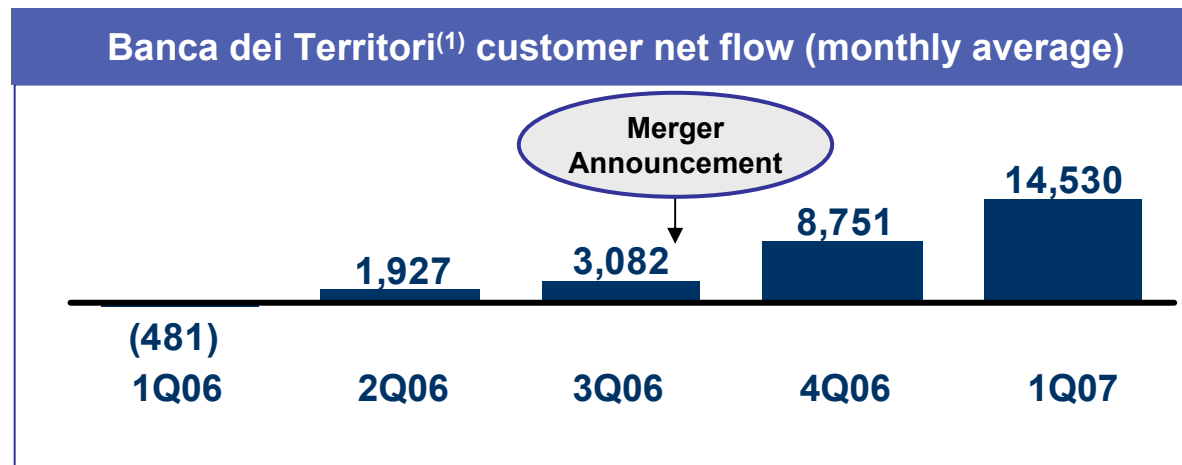 Banca dei Territori(1) customer net flow (monthly average)
Merger
Announcement
14,530
8,751
3,082
1,927
(481)
1Q06 2Q06 3Q06 4Q06 1Q07